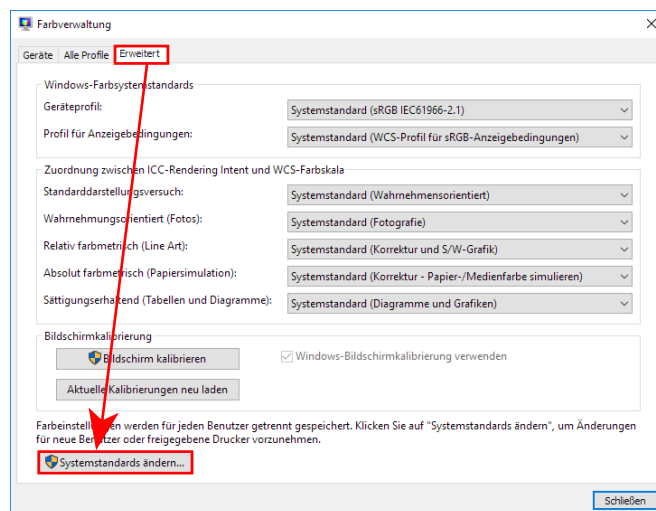 Farbverwaltung
Geräte Alle Profile Erweitert
Windows-Farbsystemstandards
Geräteprofil: Systemstandard (sRGB IEC61966-2.1)
Profil für Anzeigebedingungen: Systemstandard (WCS-Profil für sRGB-Anzeigebedingungen)
Zuordnung zwischen ICC-Rendering Intent und WCS-Farbskala
Standarddarstellungsversuch: Systemstandard (Wahrnehmensorientiert)
Wahrnehmungsorientiert (Fotos): Systemstandard (Fotografie)
Relativ farbmetrisch (Line Art): Systemstandard (Korrektur und S/W-Grafik)
Absolut farbmetrisch (Papiersimulation): Systemstandard (Korrektur - Papier-/Medienfarbe simulieren)
Sättigungserhaltend (Tabellen und Diagramme): Systemstandard (Diagramme und Grafiken)
Bildschirmkalibrierung
Bildschirm kalibrieren Windows-Bildschirmkalibrierung verwenden
Aktuelle Kalibrierungen neu laden
Farbeinstellungen werden für jeden Benutzer getrennt gespeichert. Klicken Sie auf "Systemstandards ändern", um Änderungen
für neue Benutzer oder freigegebene Drucker vorzunehmen.
Systemstandards ändern...
Schließen